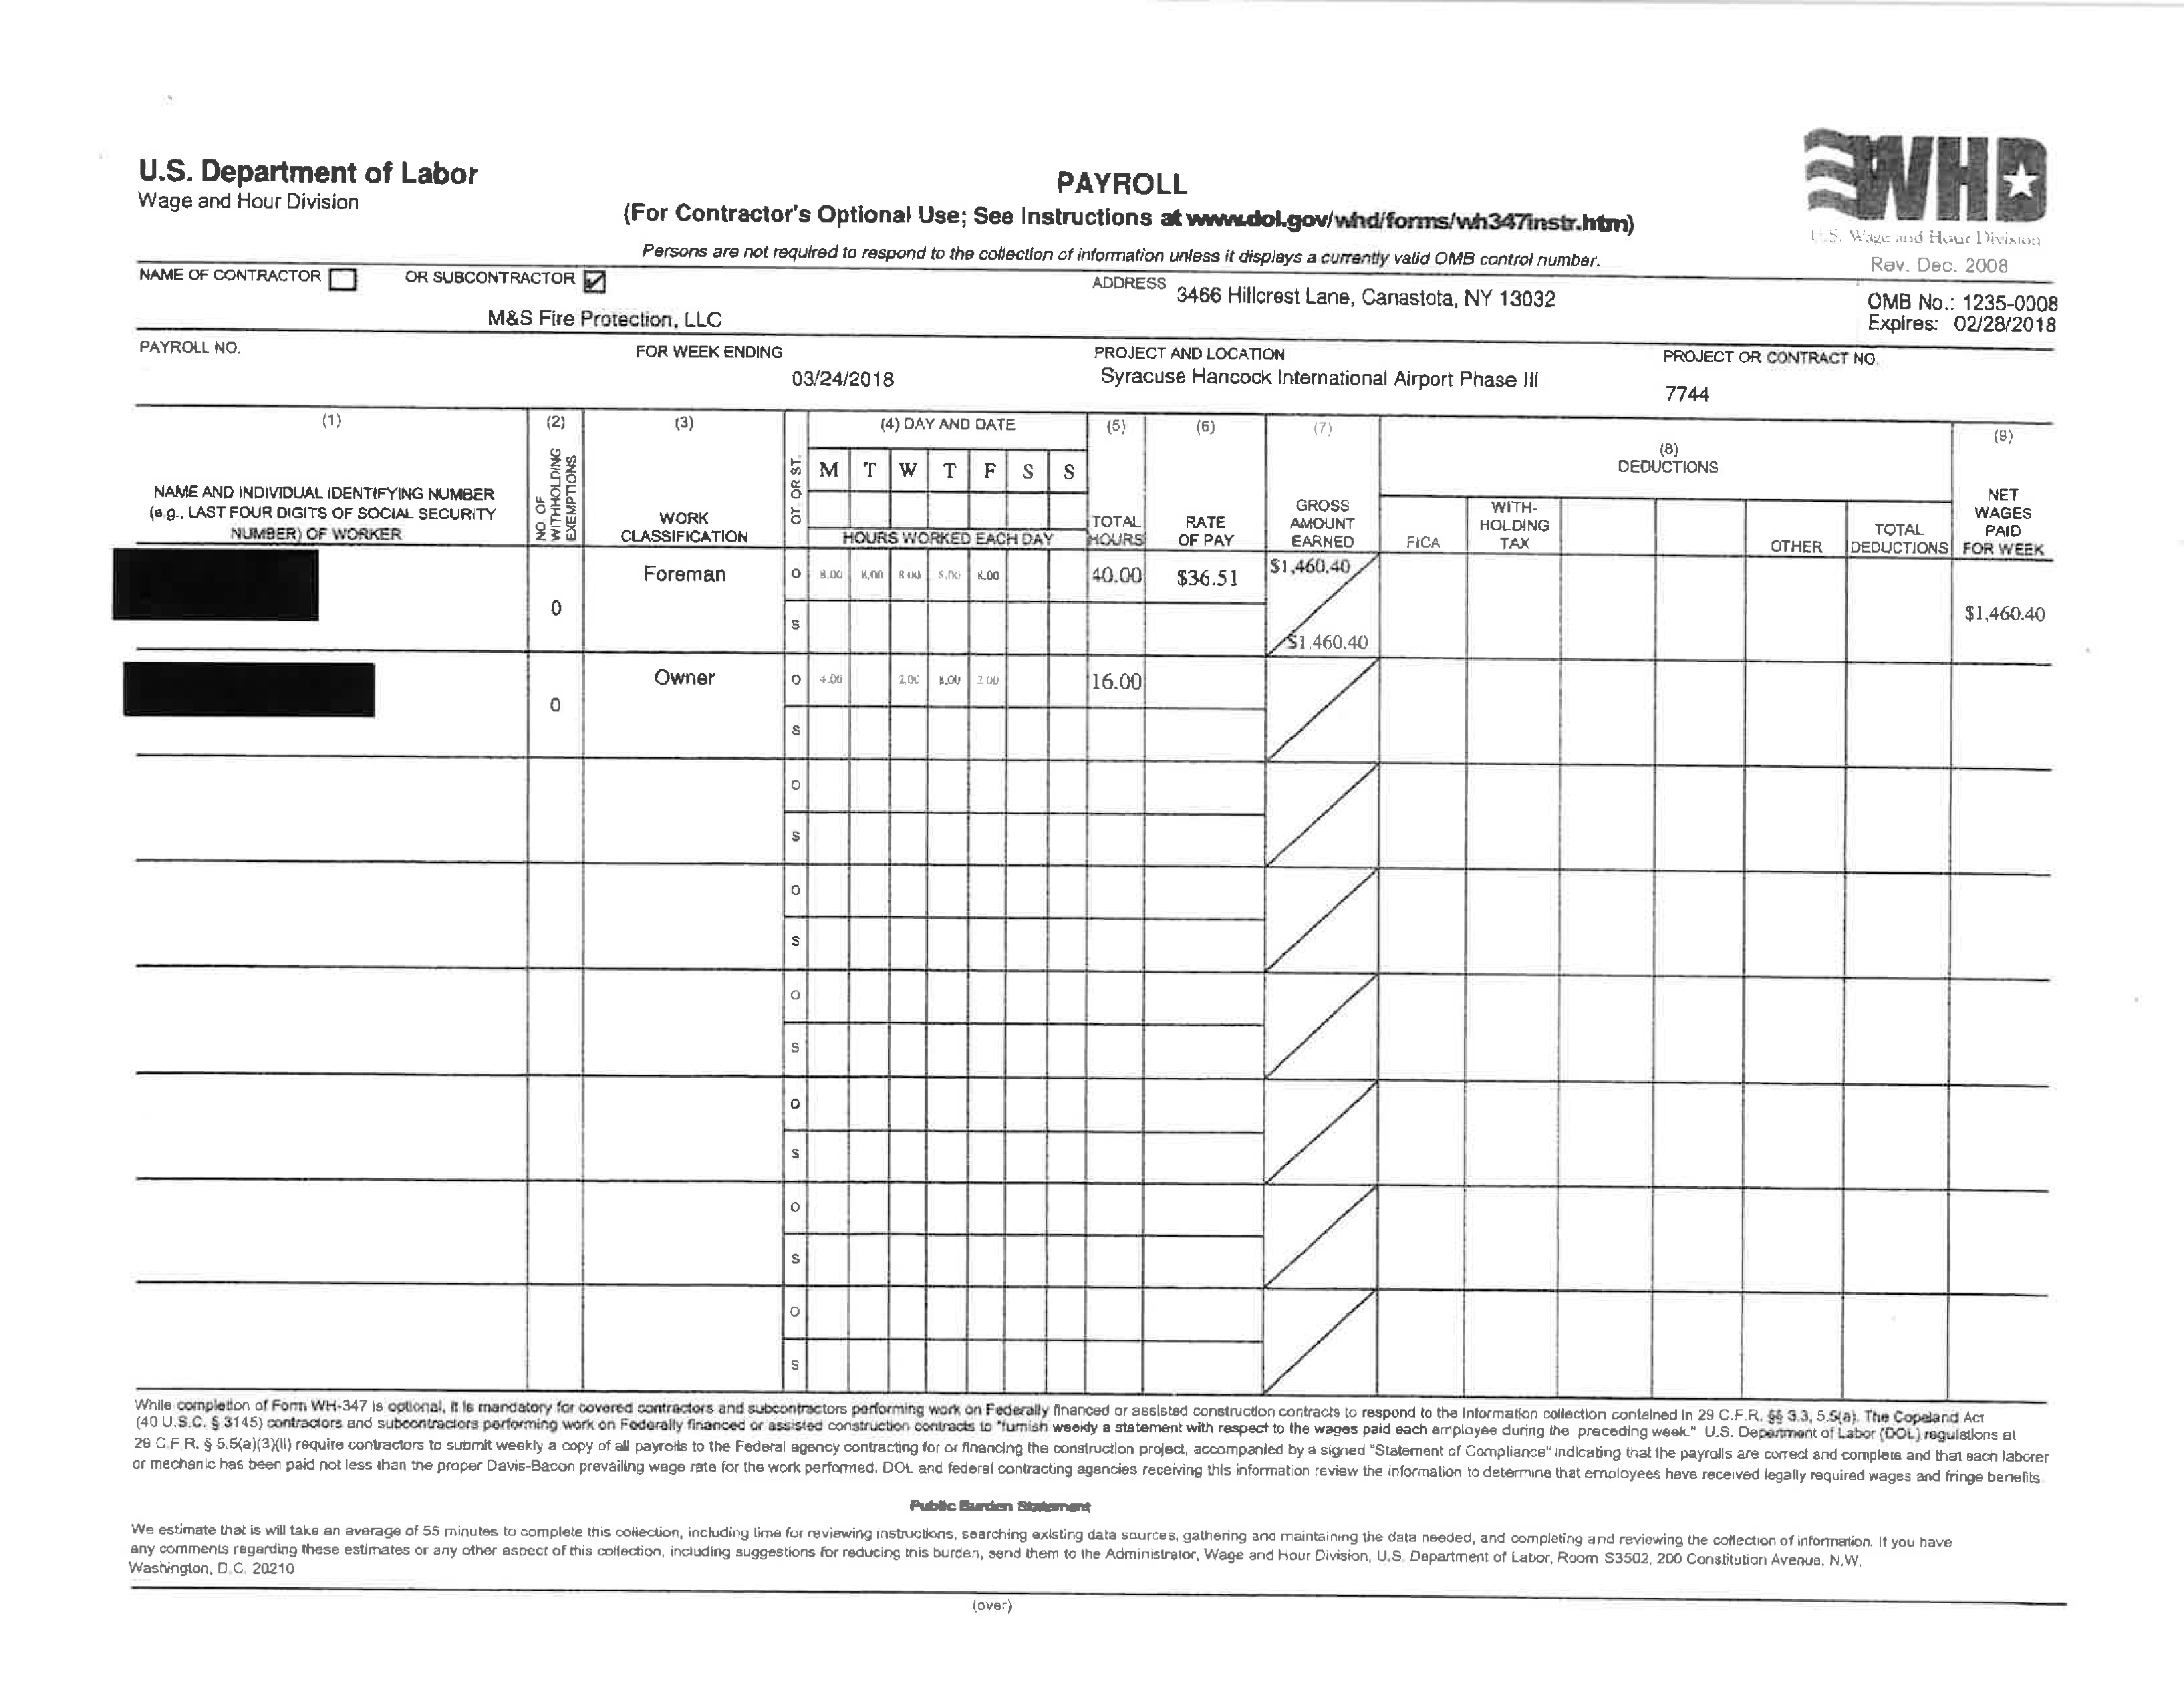 U.S. Department of Labor
Wage and Hour Division
PAYROLL
(For Contractor's Optional Use; See Instructions at www.dol.gov/whd/forms/wh347instr.htm)
Persons are not required to respond to the collection of information unless it displays a currently valid OMB control number.
WHD
U.S. Wage and Hour Division
Rev. Dec. 2008
NAME OF CONTRACTOR OR SUBCONTRACTOR
M&S Fire Protection, LLC
ADDRESS 3466 Hillcrest Lane, Canastota, NY 13032
OMB No.: 1235-0008
Expires: 02/28/2018
PAYROLL NO.
FOR WEEK ENDING
03/24/2018
PROJECT AND LOCATION
Syracuse Hancock International Airport Phase III
PROJECT OR CONTRACT NO.
7744
(1)
NAME AND INDIVIDUAL IDENTIFYING NUMBER
(e.g., LAST FOUR DIGITS OF SOCIAL SECURITY
NUMBER) OF WORKER
(2)
NO. OF
WITHHOLDING
EXEMPTIONS
(3)
WORK
CLASSIFICATION
OT OR ST.
(4) DAY AND DATE
M T W T F S S
HOURS WORKED EACH DAY
(5)
TOTAL
HOURS
(6)
RATE
OF PAY
(7)
GROSS
AMOUNT
EARNED
(8)
DEDUCTIONS
FICA
WITH-
HOLDING
TAX
OTHER
TOTAL
DEDUCTIONS
(9)
NET
WAGES
PAID
FOR WEEK
0
Foreman
O 8.00 8.00 8.00 8.00 8.00 40.00 $36.51 $1,460.40
S
$1,460.40
$1,460.40
0
Owner
O 4.00 2.00 8.00 2.00 16.00
S
O
S
O
S
O
S
O
S
O
S
O
S
While completion of Form WH-347 is optional, it is mandatory for covered contractors and subcontractors performing work on Federally financed or assisted construction contracts to respond to the information collection contained in 29 C.F.R. §§ 3.3, 5.5(a). The Copeland Act
(40 U.S.C. § 3145) contractors and subcontractors performing work on Federally financed or assisted construction contracts to "furnish weekly a statement with respect to the wages paid each employee during the preceding week." U.S. Department of Labor (DOL) regulations at
29 C.F.R. § 5.5(a)(3)(ii) require contractors to submit weekly a copy of all payrolls to the Federal agency contracting for or financing the construction project, accompanied by a signed "Statement of Compliance" indicating that the payrolls are correct and complete and that each laborer
or mechanic has been paid not less than the proper Davis-Bacon prevailing wage rate for the work performed. DOL and federal contracting agencies receiving this information review the information to determine that employees have received legally required wages and fringe benefits
Public Burden Statement
We estimate that is will take an average of 55 minutes to complete this collection, including time for reviewing instructions, searching existing data sources, gathering and maintaining the data needed, and completing and reviewing the collection of information. If you have
any comments regarding these estimates or any other aspect of this collection, including suggestions for reducing this burden, send them to the Administrator, Wage and Hour Division, U.S. Department of Labor, Room S3502, 200 Constitution Avenue, N.W.
Washington, D.C. 20210
(over)